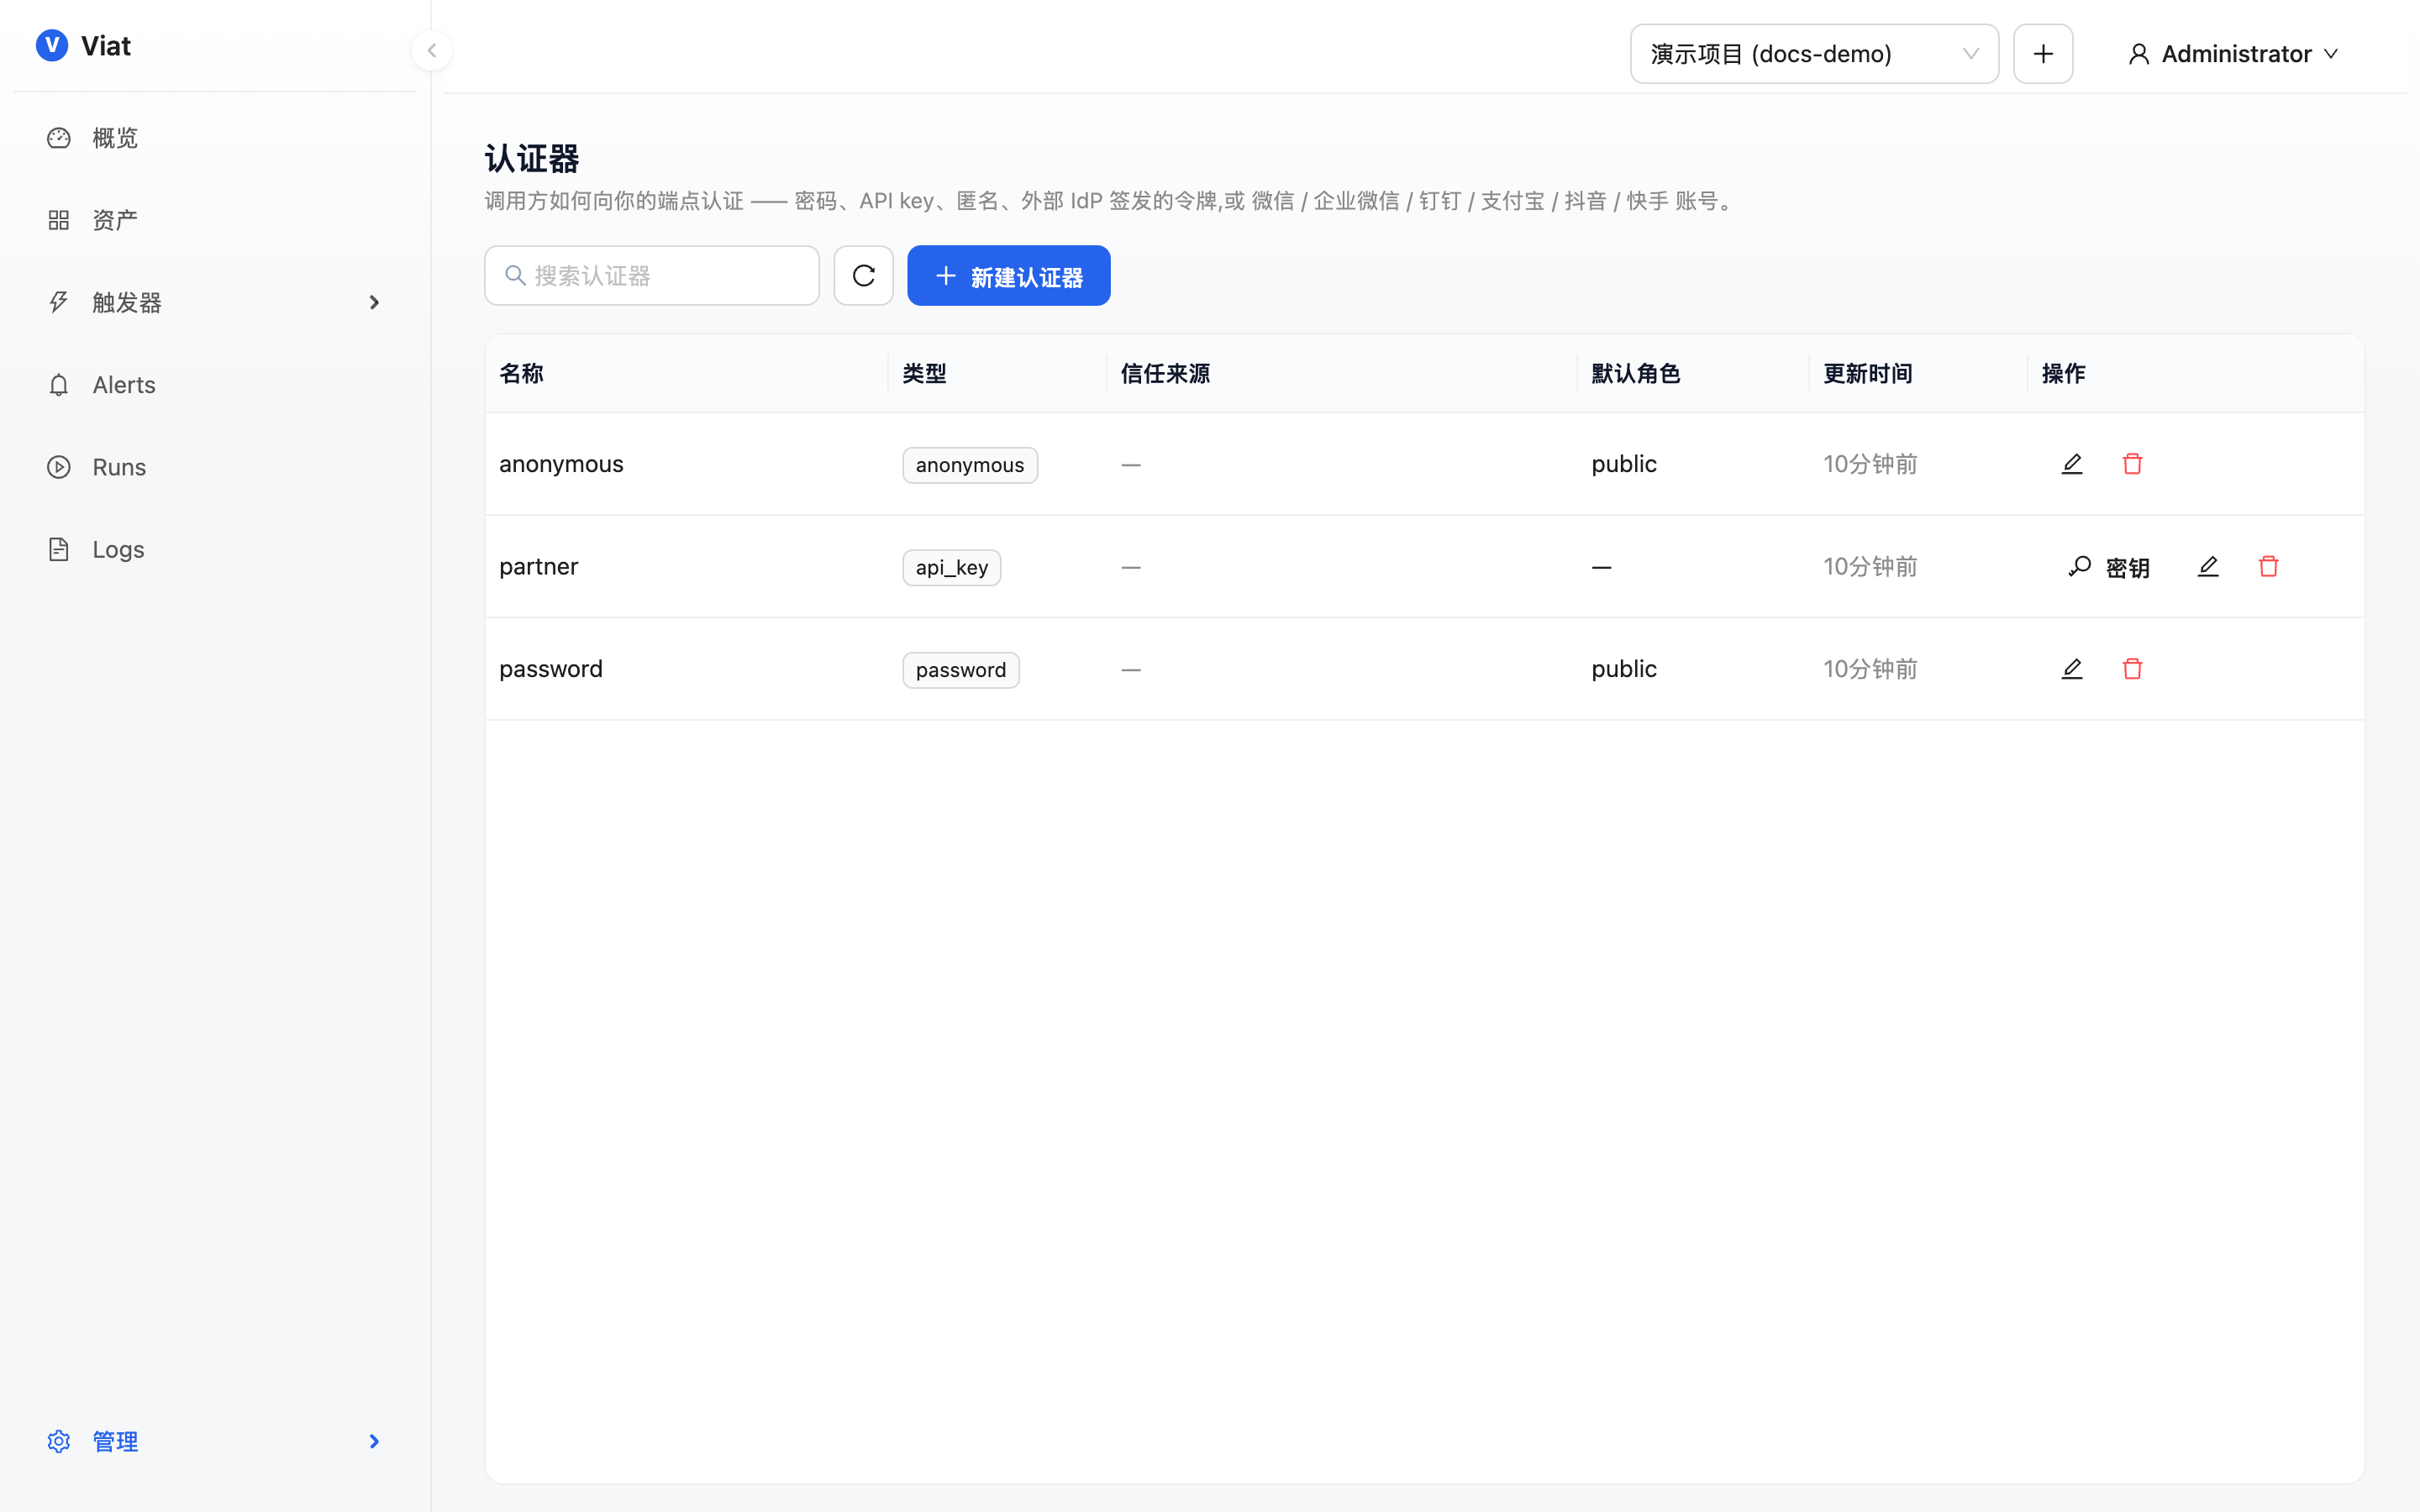 V Viat
演示项目 (docs-demo)
Administrator
概览
资产
触发器
Alerts
Runs
Logs
管理
认证器
调用方如何向你的端点认证 —— 密码、API key、匿名、外部 IdP 签发的令牌,或 微信 / 企业微信 / 钉钉 / 支付宝 / 抖音 / 快手 账号。
搜索认证器
新建认证器
名称 类型 信任来源 默认角色 更新时间 操作
anonymous anonymous — public 10分钟前
partner api_key — — 10分钟前 密钥
password password — public 10分钟前